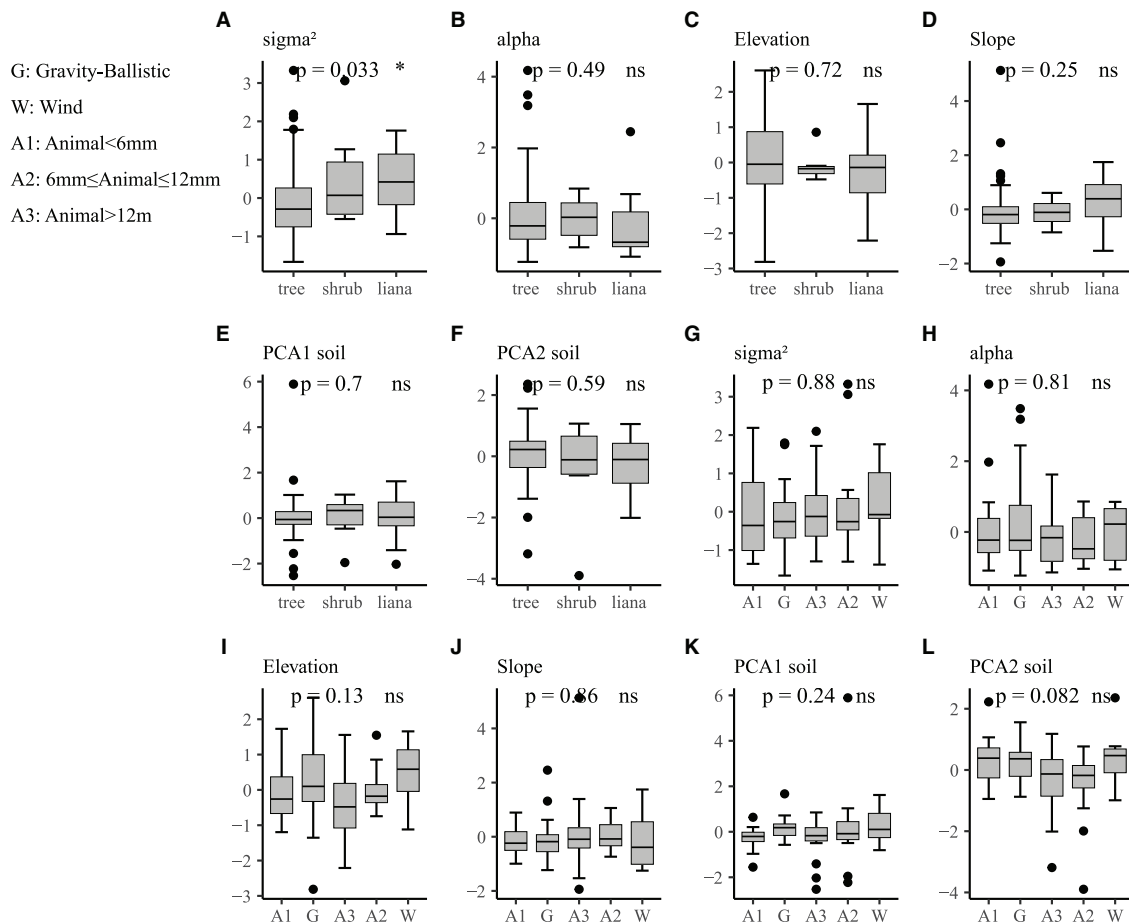 G: Gravity-Ballistic
W: Wind
A1: Animal<6mm
A2: 6mm≤Animal≤12mm
A3: Animal>12m
A
sigma²
p = 0.033 *
3
2
1
0
−1
tree shrub liana
B
alpha
p = 0.49 ns
4
2
0
tree shrub liana
C
Elevation
p = 0.72 ns
2
1
0
−1
−2
−3
tree shrub liana
D
Slope
p = 0.25 ns
4
2
0
−2
tree shrub liana
E
PCA1 soil
p = 0.7 ns
6
4
2
0
−2
tree shrub liana
F
PCA2 soil
p = 0.59 ns
2
0
−2
−4
tree shrub liana
G
sigma²
p = 0.88 ns
3
2
1
0
−1
A1 G A3 A2 W
H
alpha
p = 0.81 ns
4
2
0
A1 G A3 A2 W
I
Elevation
p = 0.13 ns
2
1
0
−1
−2
−3
A1 G A3 A2 W
J
Slope
p = 0.86 ns
4
2
0
−2
A1 G A3 A2 W
K
PCA1 soil
p = 0.24 ns
6
4
2
0
−2
A1 G A3 A2 W
L
PCA2 soil
p = 0.082 ns
2
0
−2
−4
A1 G A3 A2 W